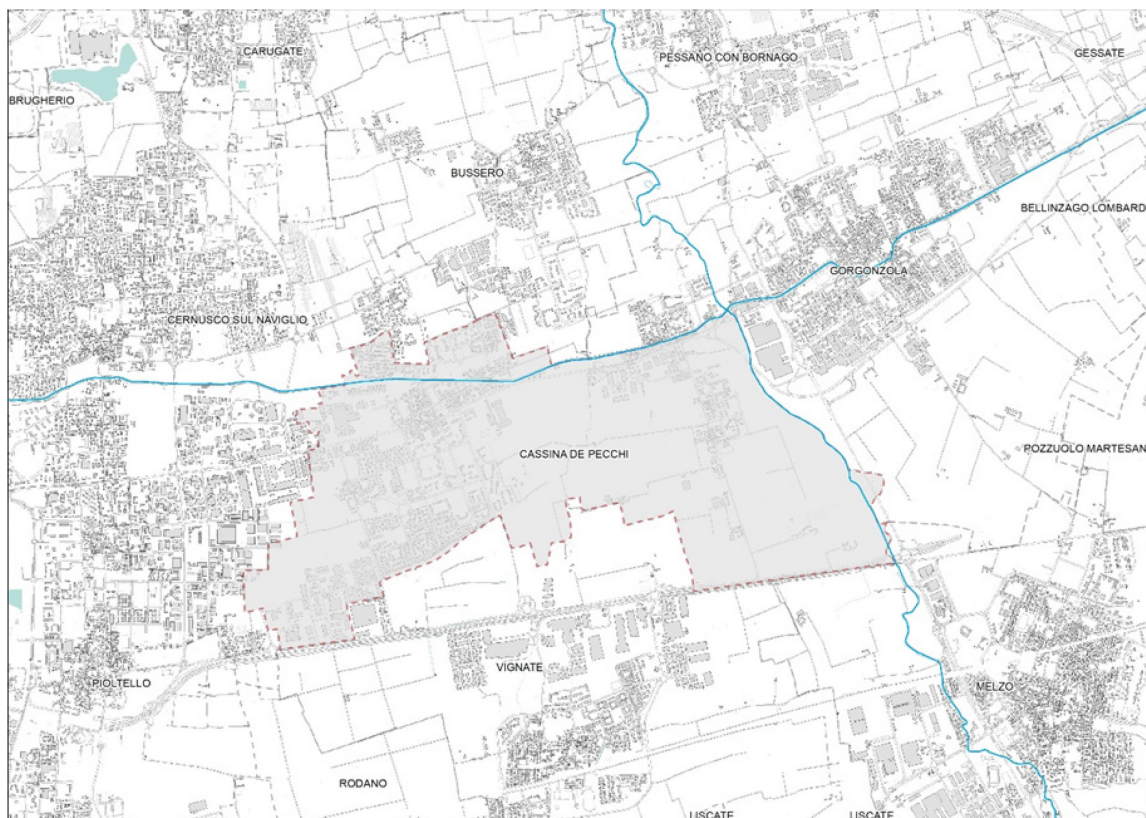 CARUGATE
PESSANO CON BORNAGO
GESSATE
BRUGHERIO
BUSSERO
BELLINZAGO LOMBARD
GORGONZOLA
CERNUSCO SUL NAVIGLIO
CASSINA DE PECCHI
POZZUOLO MARTESAN
VIGNATE
PIOLTELLO
MELZO
RODANO
LISCATE
LISCATE